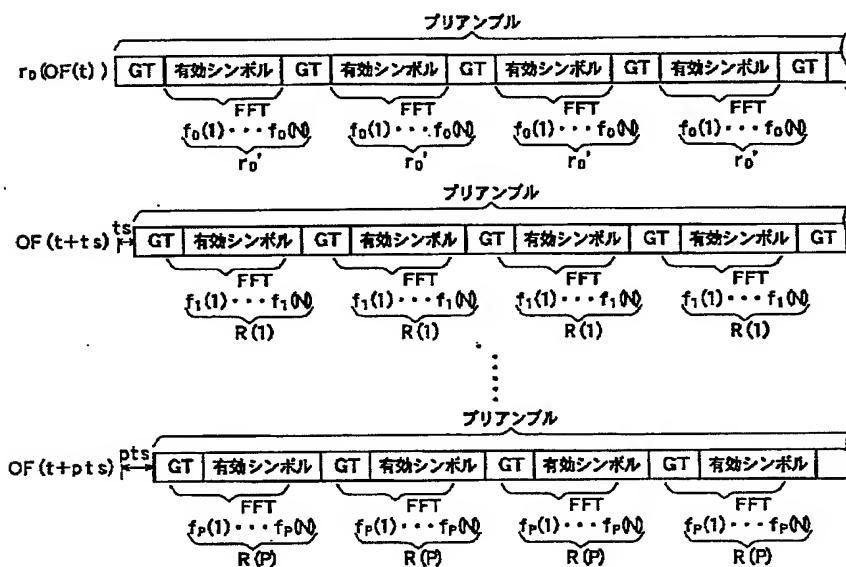 プリアンブル
r₀(OF(t)) GT 有効シンボル GT 有効シンボル GT 有効シンボル GT 有効シンボル GT
FFT FFT FFT FFT
f₀(1)・・・f₀(N) f₀(1)・・・f₀(N) f₀(1)・・・f₀(N) f₀(1)・・・f₀(N)
r₀' r₀' r₀' r₀'
プリアンブル
ts
OF(t+ts) GT 有効シンボル GT 有効シンボル GT 有効シンボル GT 有効シンボル GT
FFT FFT FFT FFT
f₁(1)・・・f₁(N) f₁(1)・・・f₁(N) f₁(1)・・・f₁(N) f₁(1)・・・f₁(N)
R(1) R(1) R(1) R(1)
プリアンブル
pts
OF(t+pts) GT 有効シンボル GT 有効シンボル GT 有効シンボル GT 有効シンボル
FFT FFT FFT FFT
fₚ(1)・・・fₚ(N) fₚ(1)・・・fₚ(N) fₚ(1)・・・fₚ(N) fₚ(1)・・・fₚ(N)
R(P) R(P) R(P) R(P)